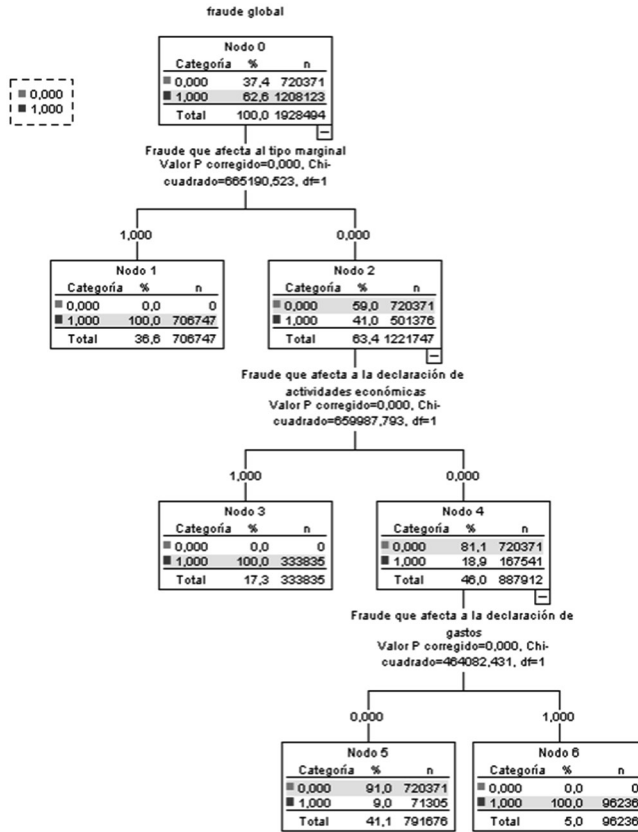 fraude global
0,000
1,000
Nodo 0
Categoría % n
0,000 37,4 720371
1,000 62,6 1208123
Total 100,0 1928494
Fraude que afecta al tipo marginal
Valor P corregido=0,000, Chi-
cuadrado=665190,523, df=1
1,000
0,000
Nodo 1
Categoría % n
0,000 0,0 0
1,000 100,0 706747
Total 36,6 706747
Nodo 2
Categoría % n
0,000 59,0 720371
1,000 41,0 501376
Total 63,4 1221747
Fraude que afecta a la declaración de
actividades económicas
Valor P corregido=0,000, Chi-
cuadrado=659987,793, df=1
1,000
0,000
Nodo 3
Categoría % n
0,000 0,0 0
1,000 100,0 333835
Total 17,3 333835
Nodo 4
Categoría % n
0,000 81,1 720371
1,000 18,9 167541
Total 46,0 887912
Fraude que afecta a la declaración de
gastos
Valor P corregido=0,000, Chi-
cuadrado=464082,431, df=1
0,000
1,000
Nodo 5
Categoría % n
0,000 91,0 720371
1,000 9,0 71305
Total 41,1 791676
Nodo 6
Categoría % n
0,000 0,0 0
1,000 100,0 96236
Total 5,0 96236